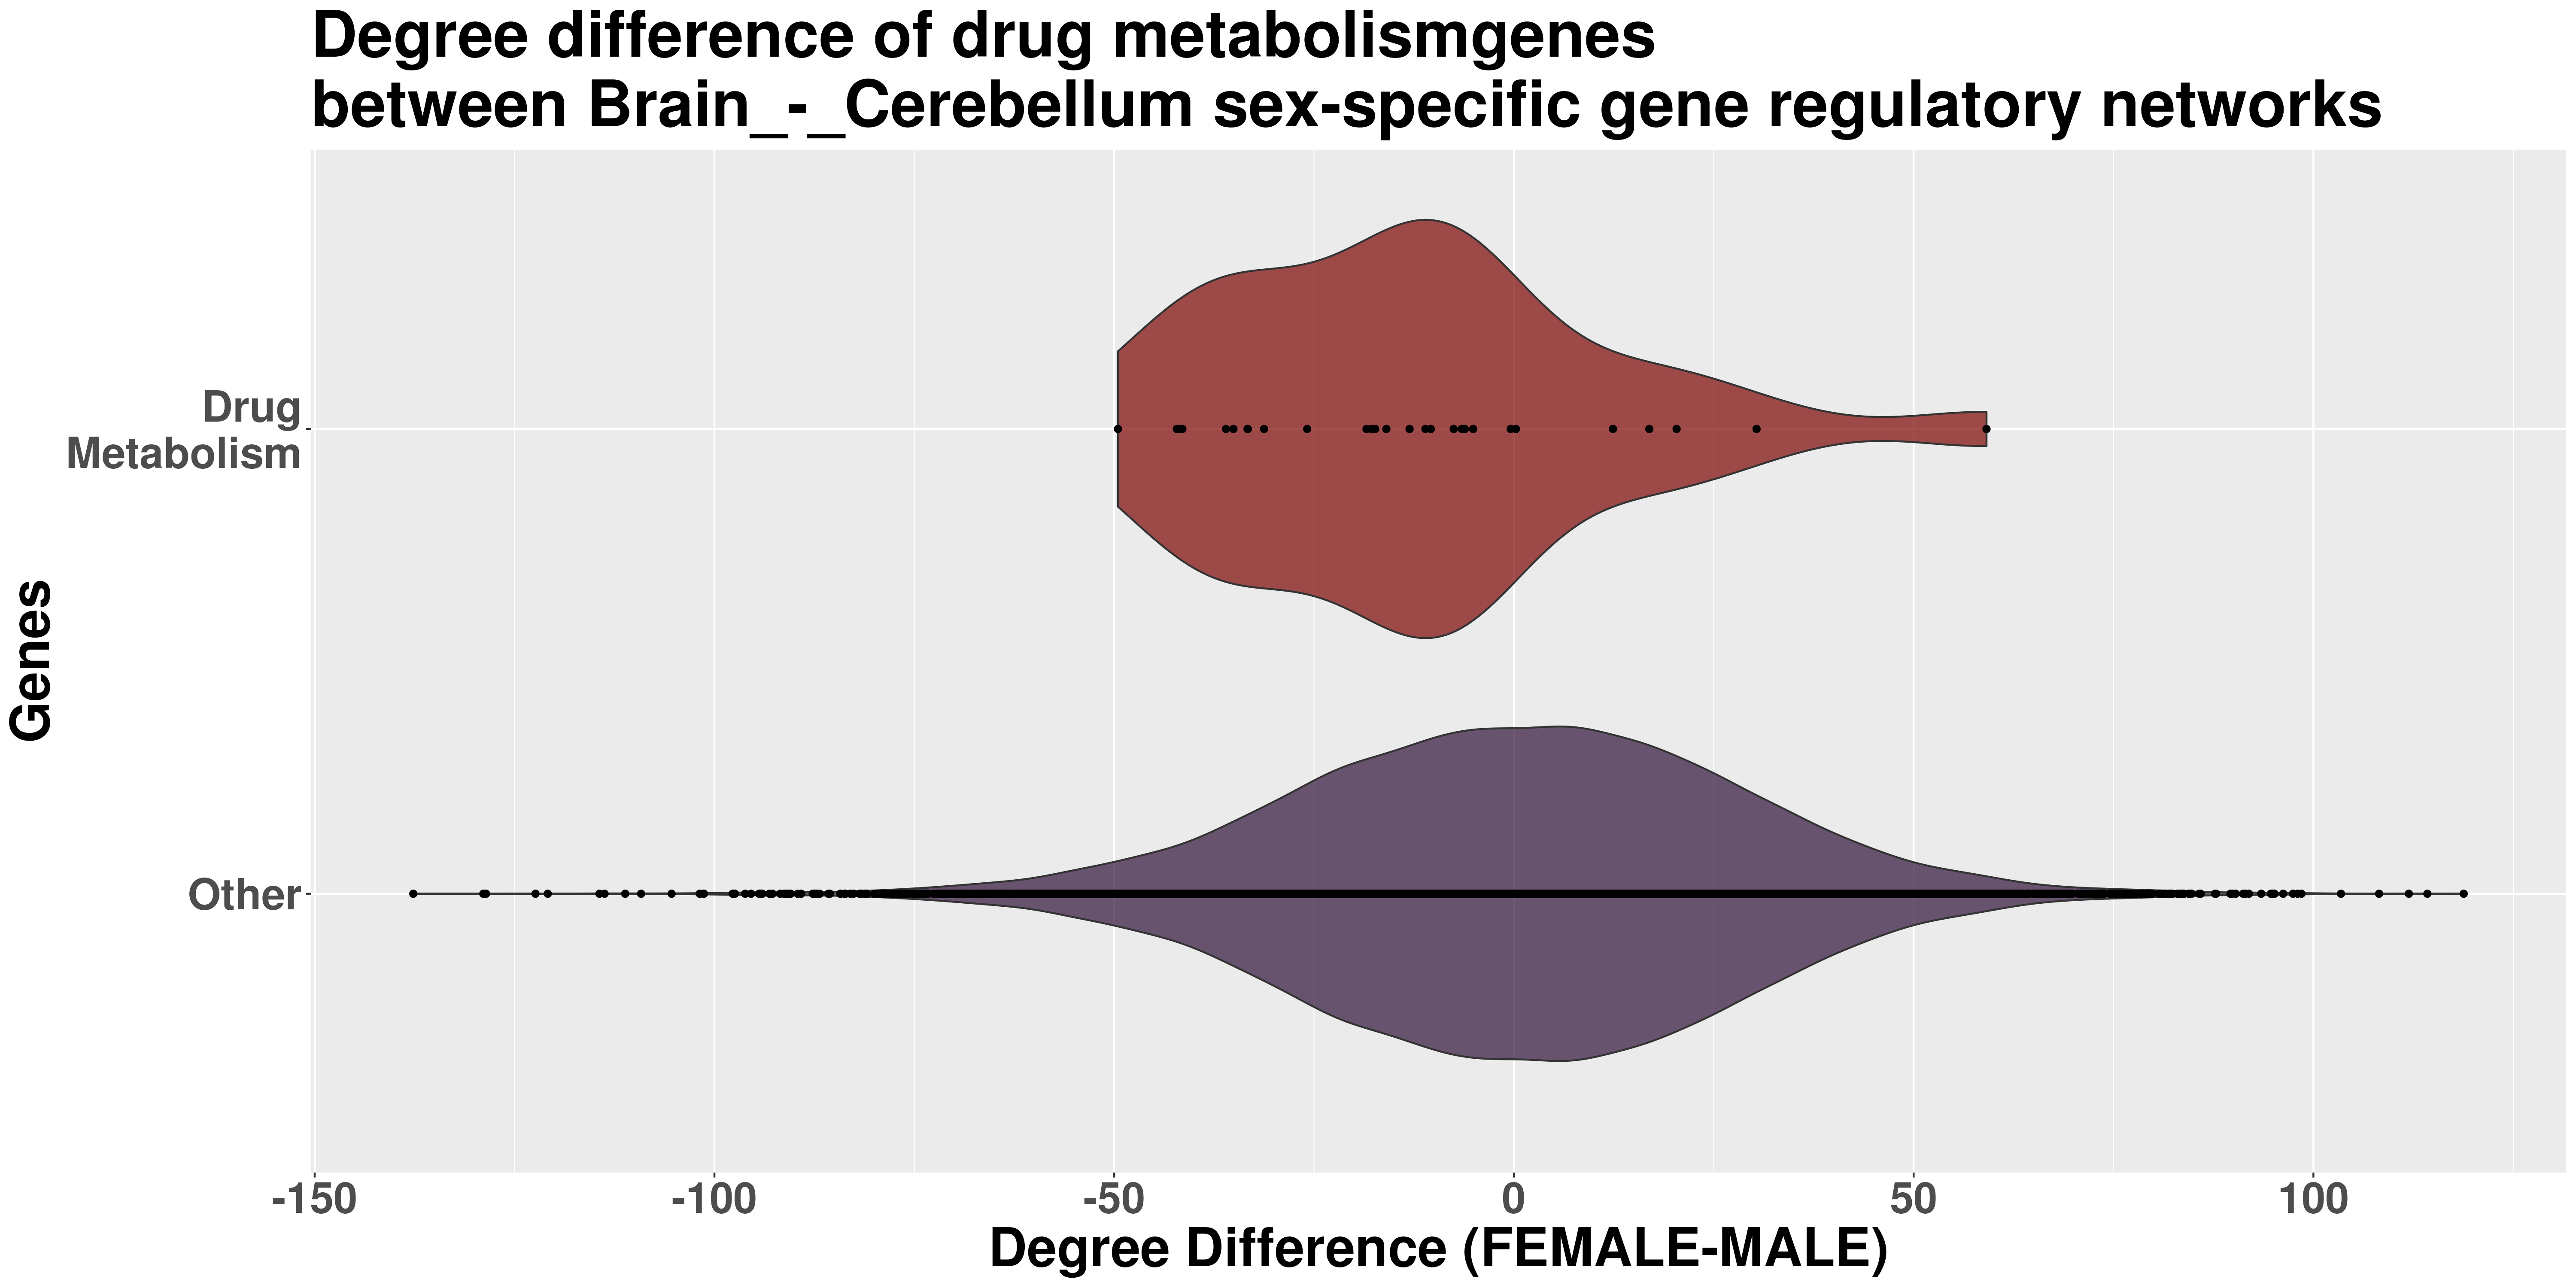 Degree difference of drug metabolismgenes
between Brain_-_Cerebellum sex-specific gene regulatory networks
Drug
Metabolism
Genes
Other
-150
-100
-50
0
50
100
Degree Difference (FEMALE-MALE)